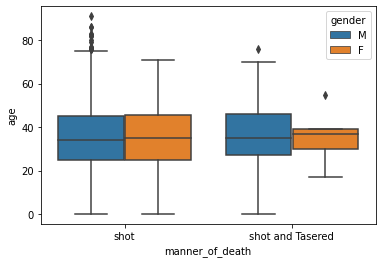 gender
M
F
80
60
40
20
0
age
shot
shot and Tasered
manner_of_death